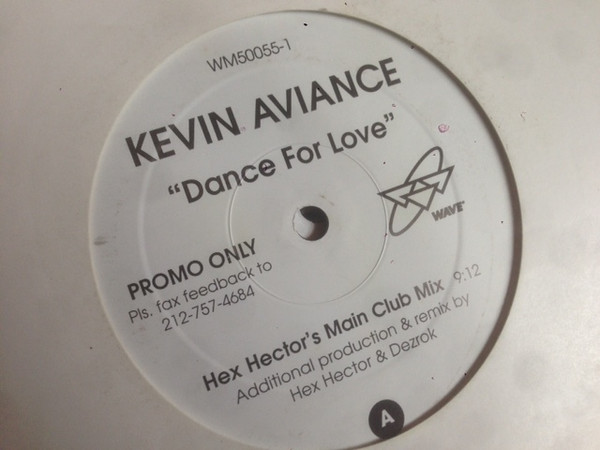 WM50055-1
KEVIN AVIANCE
“Dance For Love”
WAVE
PROMO ONLY
Pls. fax feedback to
212-757-4684
Hex Hector's Main Club Mix 9:12
Additional production & remix by
Hex Hector & Dezrok
A